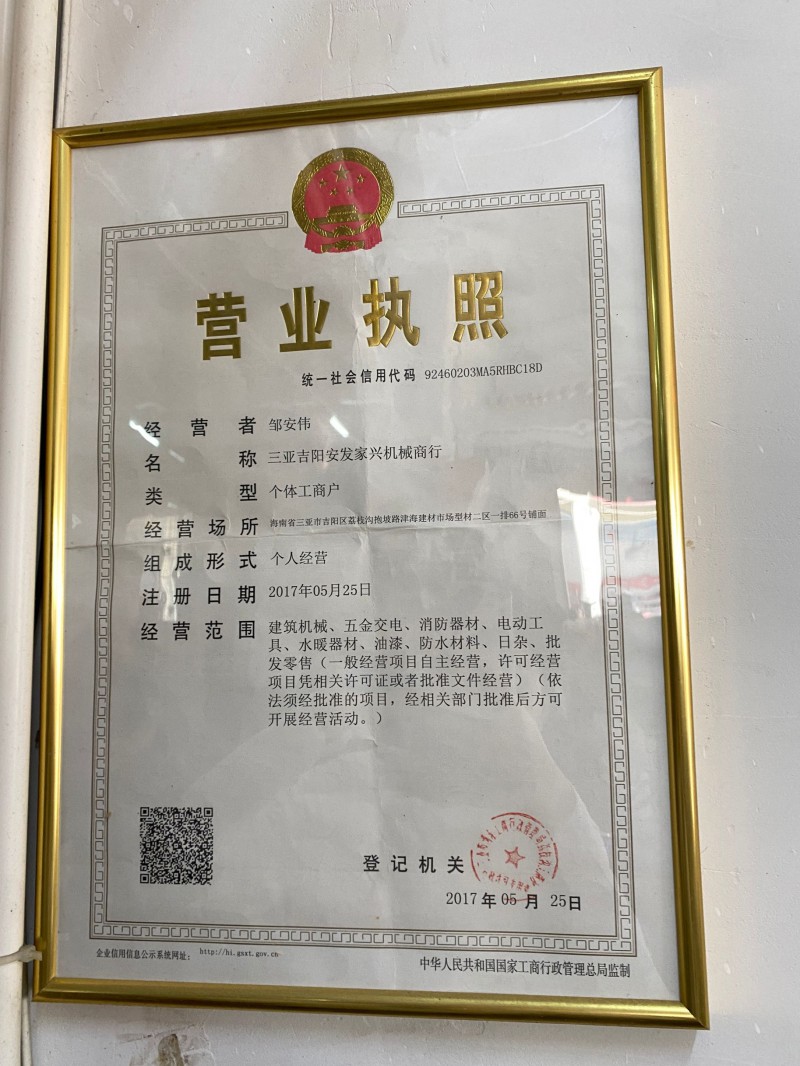 营业执照
统一社会信用代码 92460203MA5RHBC18D
经营者 邹安伟
名称 三亚吉阳安发家兴机械商行
类型 个体工商户
经营场所 海南省三亚市吉阳区荔枝沟抱坡路津海建材市场型材二区一排66号铺面
组成形式 个人经营
注册日期 2017年05月25日
经营范围 建筑机械、五金交电、消防器材、电动工
具、水暖器材、油漆、防水材料、日杂、批
发零售（一般经营项目自主经营，许可经营
项目凭相关许可证或者批准文件经营）（依
法须经批准的项目，经相关部门批准后方可
开展经营活动。）
登记机关
2017 年 05 月 25日
企业信用信息公示系统网址： http://hi.gsxt.gov.cn
中华人民共和国国家工商行政管理总局监制